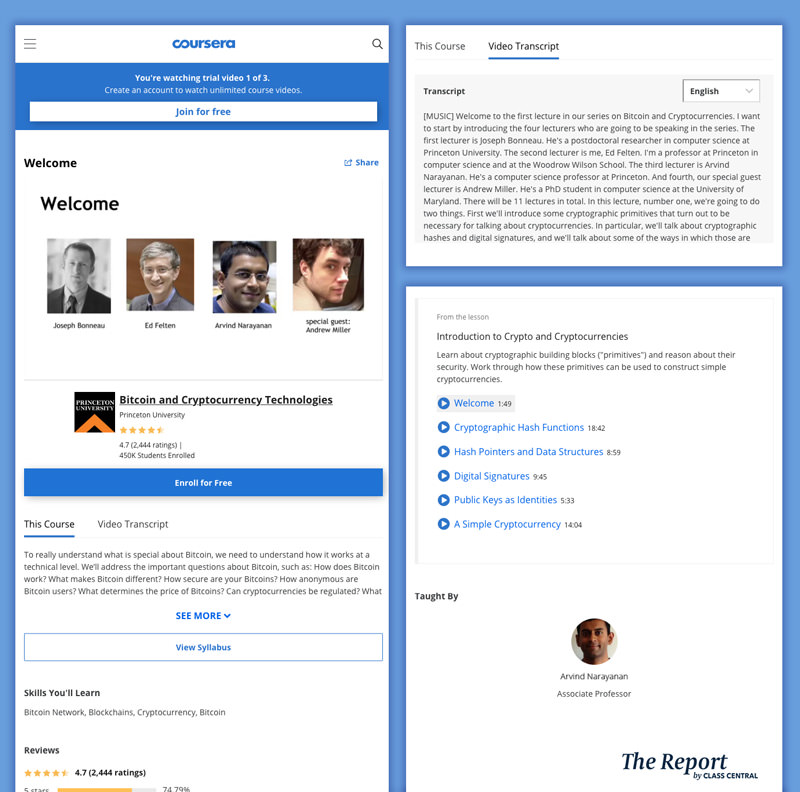 coursera
You're watching trial video 1 of 3.
Create an account to watch unlimited course videos.
Join for free
Welcome
Share
Welcome
Joseph Bonneau
Ed Felten
Arvind Narayanan
special guest:
Andrew Miller
PRINCETON
UNIVERSITY
Bitcoin and Cryptocurrency Technologies
Princeton University
4.7 (2,444 ratings) |
450K Students Enrolled
Enroll for Free
This Course
Video Transcript
To really understand what is special about Bitcoin, we need to understand how it works at a
technical level. We'll address the important questions about Bitcoin, such as: How does Bitcoin
work? What makes Bitcoin different? How secure are your Bitcoins? How anonymous are
Bitcoin users? What determines the price of Bitcoins? Can cryptocurrencies be regulated? What
SEE MORE
View Syllabus
Skills You'll Learn
Bitcoin Network, Blockchains, Cryptocurrency, Bitcoin
Reviews
4.7 (2,444 ratings)
5 stars
74.79%
This Course
Video Transcript
Transcript
English
[MUSIC] Welcome to the first lecture in our series on Bitcoin and Cryptocurrencies. I want
to start by introducing the four lecturers who are going to be speaking in the series. The
first lecturer is Joseph Bonneau. He's a postdoctoral researcher in computer science at
Princeton University. The second lecturer is me, Ed Felten. I'm a professor at Princeton in
computer science and at the Woodrow Wilson School. The third lecturer is Arvind
Narayanan. He's a computer science professor at Princeton. And fourth, our special guest
lecturer is Andrew Miller. He's a PhD student in computer science at the University of
Maryland. There will be 11 lectures in total. In this lecture, number one, we're going to do
two things. First we'll introduce some cryptographic primitives that turn out to be
necessary for talking about cryptocurrencies. In particular, we'll talk about cryptographic
hashes and digital signatures, and we'll talk about some of the ways in which those are
From the lesson
Introduction to Crypto and Cryptocurrencies
Learn about cryptographic building blocks ("primitives") and reason about their
security. Work through how these primitives can be used to construct simple
cryptocurrencies.
Welcome 1:49
Cryptographic Hash Functions 18:42
Hash Pointers and Data Structures 8:59
Digital Signatures 9:45
Public Keys as Identities 5:33
A Simple Cryptocurrency 14:04
Taught By
Arvind Narayanan
Associate Professor
The Report
by CLASS CENTRAL